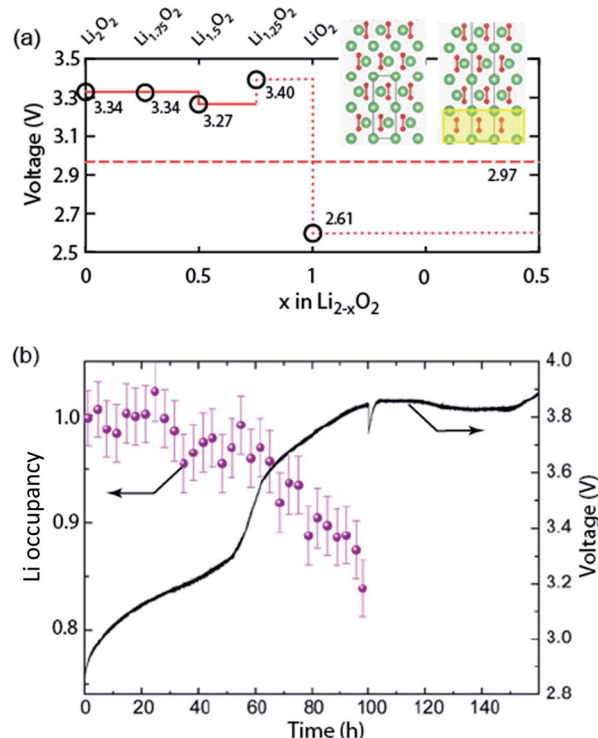 (a)
Li2O2 Li1.75O2 Li1.5O2 Li1.25O2 LiO2
3.5
3.3
3.1
2.9
2.7
2.5
Voltage (V)
3.34
3.34
3.27
3.40
2.97
2.61
0 0.5 1 0 0.5
x in Li2-xO2
(b)
1.0
0.9
0.8
Li occupancy
4.0
3.8
3.6
3.4
3.2
3.0
2.8
Voltage (V)
0 20 40 60 80 100 120 140
Time (h)